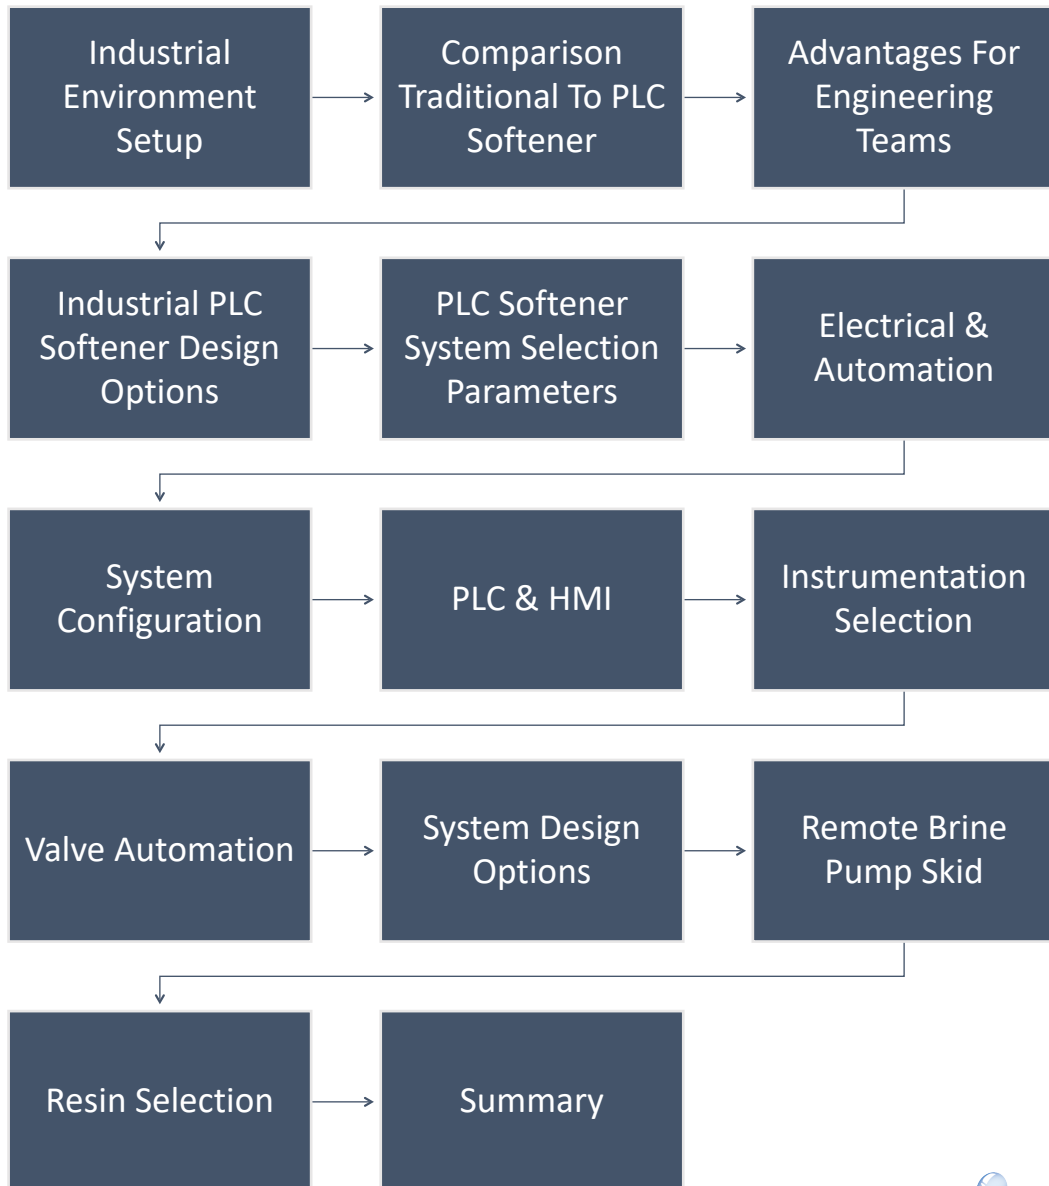 Industrial
Environment
Setup
Comparison
Traditional To PLC
Softener
Advantages For
Engineering
Teams
Industrial PLC
Softener Design
Options
PLC Softener
System Selection
Parameters
Electrical &
Automation
System
Configuration
PLC & HMI
Instrumentation
Selection
Valve Automation
System Design
Options
Remote Brine
Pump Skid
Resin Selection
Summary